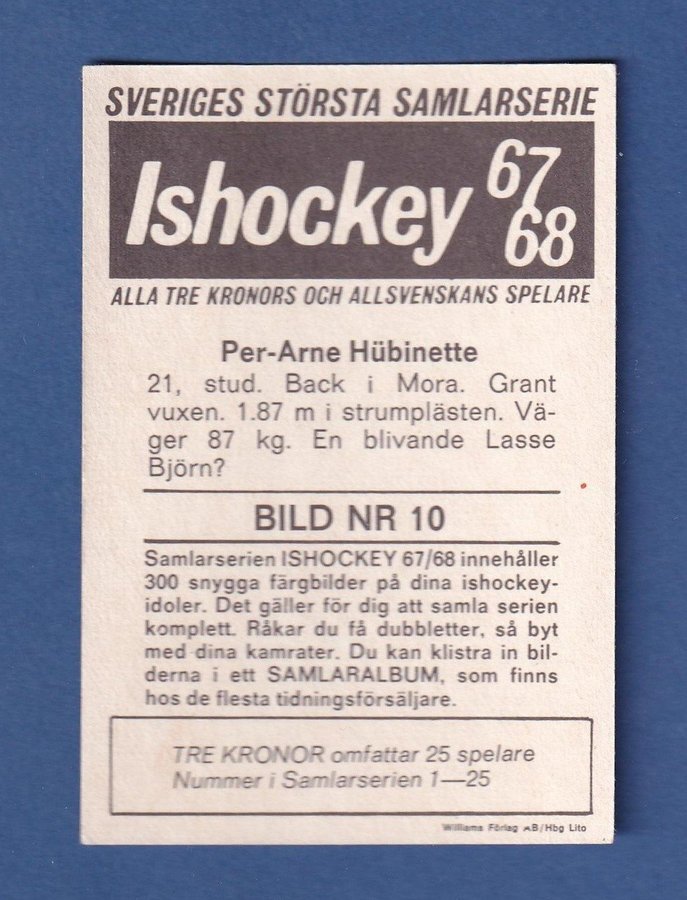 SVERIGES STÖRSTA SAMLARSERIE
Ishockey 67
68
ALLA TRE KRONORS OCH ALLSVENSKANS SPELARE
Per-Arne Hübinette
21, stud. Back i Mora. Grant
vuxen. 1.87 m i strumplästen. Vä-
ger 87 kg. En blivande Lasse
Björn?
BILD NR 10
Samlarserien ISHOCKEY 67/68 innehåller
300 snygga färgbilder på dina ishockey-
idoler. Det gäller för dig att samla serien
komplett. Råkar du få dubbletter, så byt
med dina kamrater. Du kan klistra in bil-
derna i ett SAMLARALBUM, som finns
hos de flesta tidningsförsäljare.
TRE KRONOR omfattar 25 spelare
Nummer i Samlarserien 1—25
Williams Förlag AB/Hbg Lito